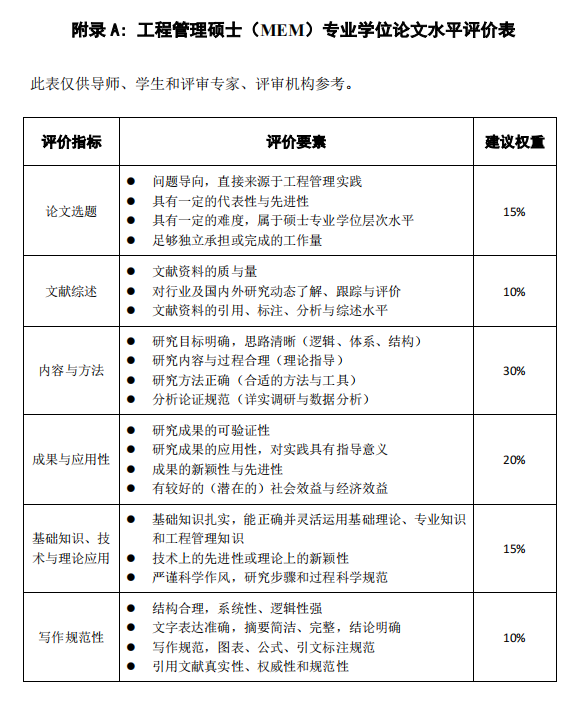 附录 A：工程管理硕士（MEM）专业学位论文水平评价表
此表仅供导师、学生和评审专家、评审机构参考。
评价指标 评价要素 建议权重
论文选题
● 问题导向，直接来源于工程管理实践
● 具有一定的代表性与先进性
● 具有一定的难度，属于硕士专业学位层次水平
● 足够独立承担或完成的工作量
15%
文献综述
● 文献资料的质与量
● 对行业及国内外研究动态了解、跟踪与评价
● 文献资料的引用、标注、分析与综述水平
10%
内容与方法
● 研究目标明确，思路清晰（逻辑、体系、结构）
● 研究内容与过程合理（理论指导）
● 研究方法正确（合适的方法与工具）
● 分析论证规范（详实调研与数据分析）
30%
成果与应用性
● 研究成果的可验证性
● 研究成果的应用性，对实践具有指导意义
● 成果的新颖性与先进性
● 有较好的（潜在的）社会效益与经济效益
20%
基础知识、技
术与理论应用
● 基础知识扎实，能正确并灵活运用基础理论、专业知识
和工程管理知识
● 技术上的先进性或理论上的新颖性
● 严谨科学作风，研究步骤和过程科学规范
15%
写作规范性
● 结构合理，系统性、逻辑性强
● 文字表达准确，摘要简洁、完整，结论明确
● 写作规范，图表、公式、引文标注规范
● 引用文献真实性、权威性和规范性
10%